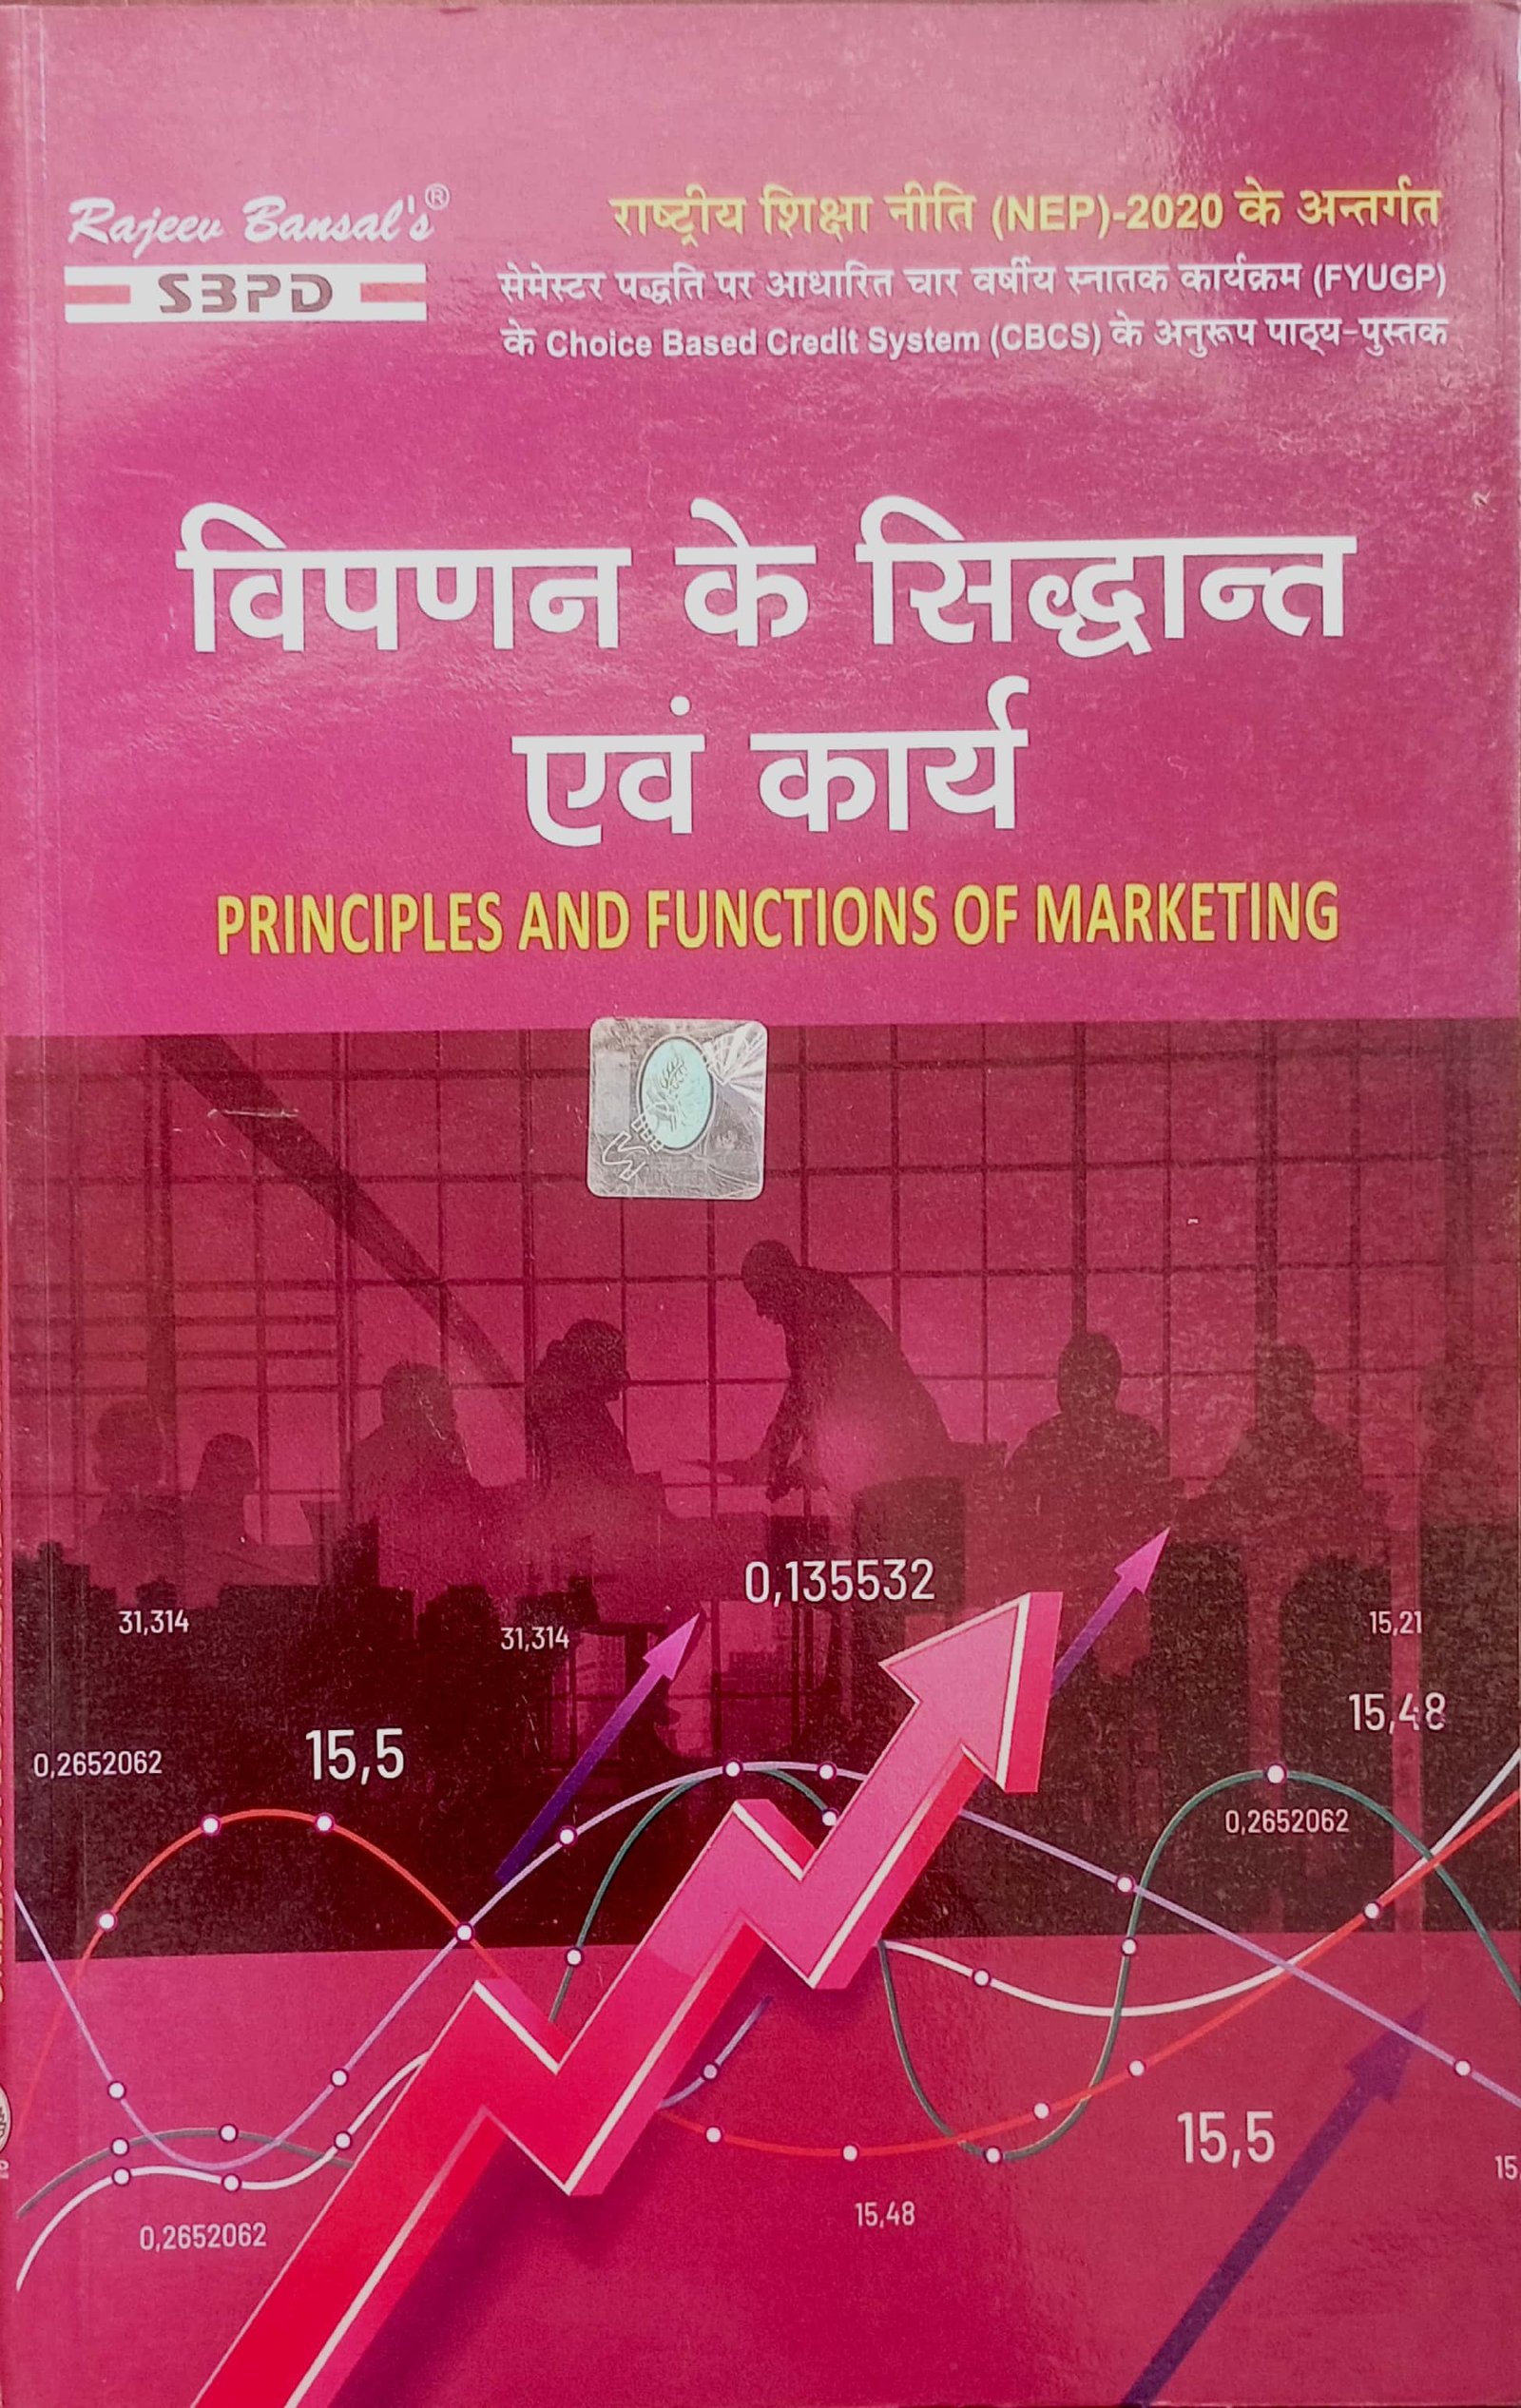 Rajeev Bansal's®
SBPD
राष्ट्रीय शिक्षा नीति (NEP)-2020 के अन्तर्गत
सेमेस्टर पद्धति पर आधारित चार वर्षीय स्नातक कार्यक्रम (FYUGP)
के Choice Based Credit System (CBCS) के अनुरूप पाठ्य-पुस्तक
विपणन के सिद्धान्त
एवं कार्य
PRINCIPLES AND FUNCTIONS OF MARKETING
0,135532
31,314
31,314
15,21
15,48
15,5
0,2652062
0,2652062
15,5
15,48
0,2652062